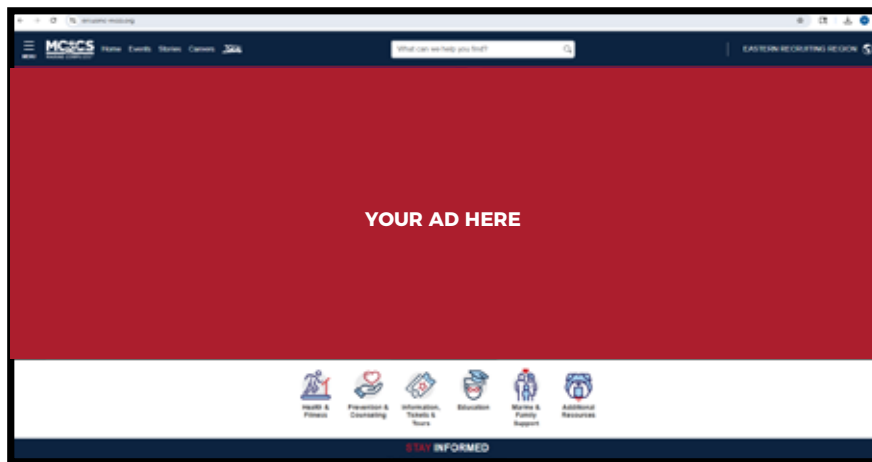 MCCS
Home Events Stories Careers
What can we help you find?
EASTERN RECRUITING REGION
YOUR AD HERE
Health &
Fitness
Prevention &
Counseling
Information,
Tickets &
Tours
Education
Marine &
Family
Support
Additional
Resources
STAY INFORMED